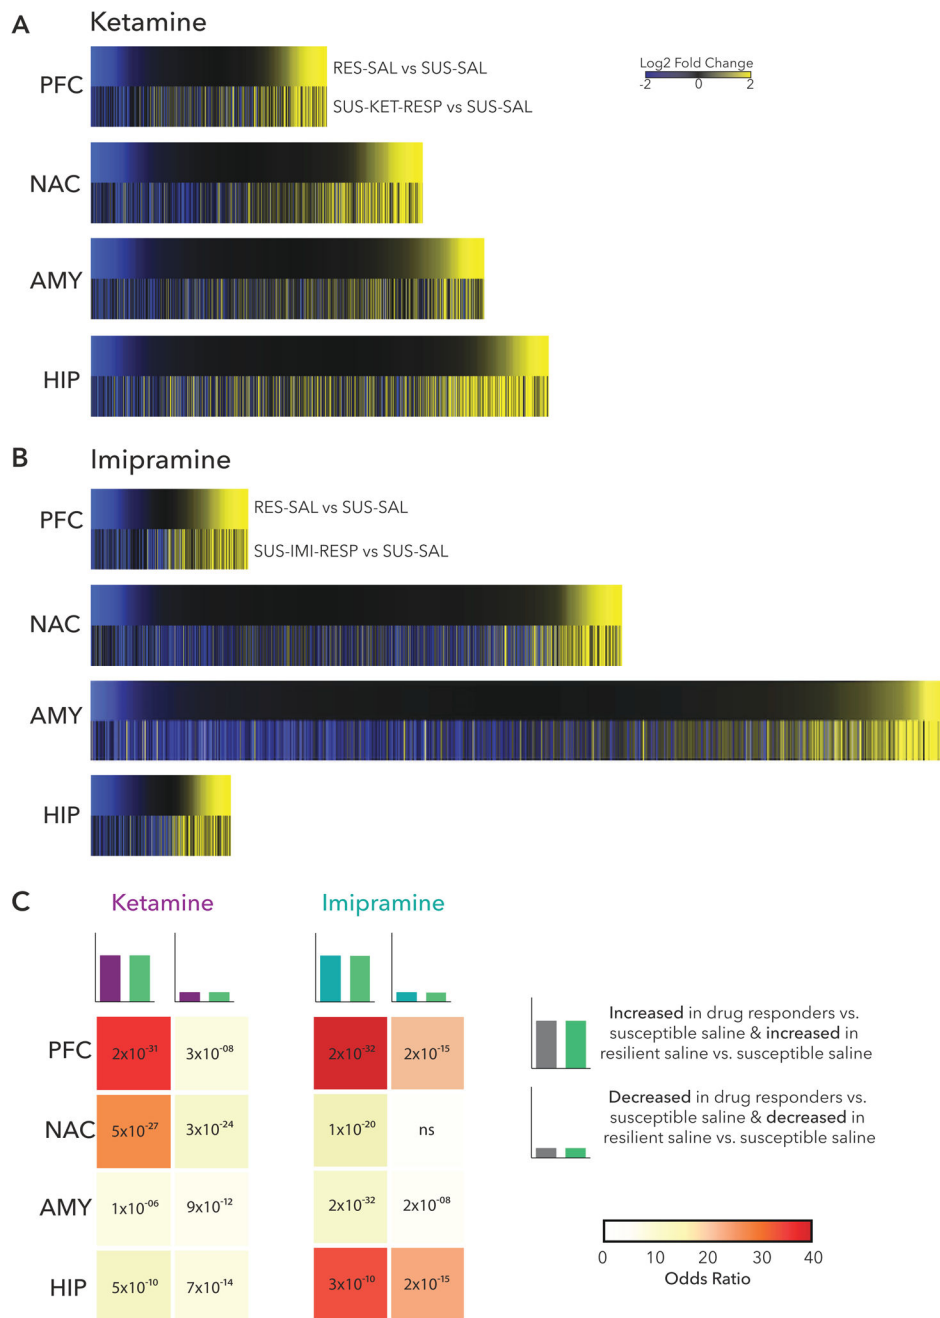 A
Ketamine
PFC
RES-SAL vs SUS-SAL
SUS-KET-RESP vs SUS-SAL
Log2 Fold Change
-2 0 2
NAC
AMY
HIP
B
Imipramine
PFC
RES-SAL vs SUS-SAL
SUS-IMI-RESP vs SUS-SAL
NAC
AMY
HIP
C
Ketamine Imipramine
PFC 2x10⁻³¹ 3x10⁻⁰⁸ 2x10⁻³² 2x10⁻¹⁵
NAC 5x10⁻²⁷ 3x10⁻²⁴ 1x10⁻²⁰ ns
AMY 1x10⁻⁰⁶ 9x10⁻¹² 2x10⁻³² 2x10⁻⁰⁸
HIP 5x10⁻¹⁰ 7x10⁻¹⁴ 3x10⁻¹⁰ 2x10⁻¹⁵
Increased in drug responders vs.
susceptible saline & increased in
resilient saline vs. susceptible saline
Decreased in drug responders vs.
susceptible saline & decreased in
resilient saline vs. susceptible saline
0 10 20 30 40
Odds Ratio